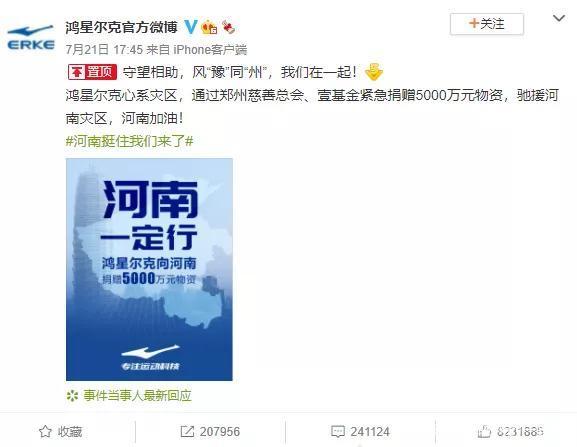 鸿星尔克官方微博
+关注
ERKE
7月21日 17:45 来自 iPhone客户端
置顶 守望相助，风“豫”同“州”，我们在一起！
鸿星尔克心系灾区，通过郑州慈善总会、壹基金紧急捐赠5000万元物资，驰援河
南灾区，河南加油！
#河南挺住我们来了#
河南
一定行
鸿星尔克向河南
捐赠5000万元物资
专注运动科技
事件当事人最新回应
收藏
207956
241124